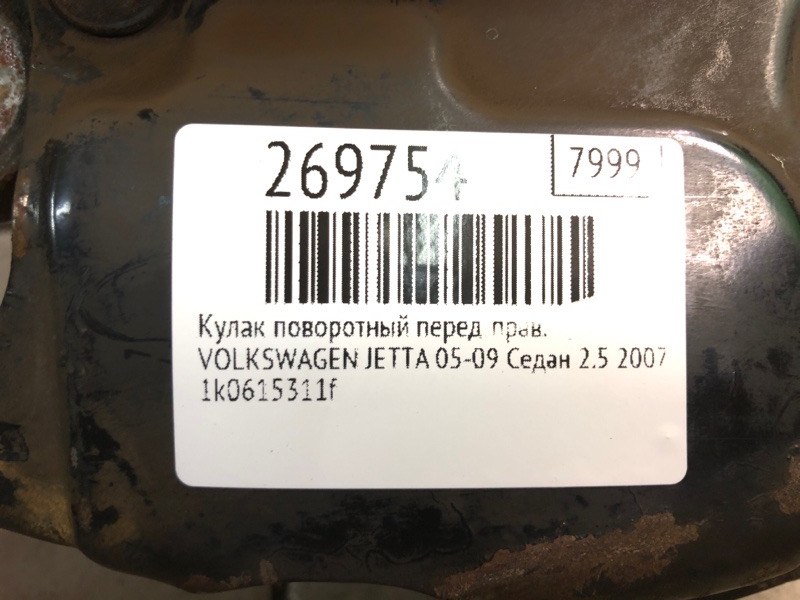 269754
7999
Кулак поворотный перед прав.
VOLKSWAGEN JETTA 05-09 Седан 2.5 2007
1k0615311f